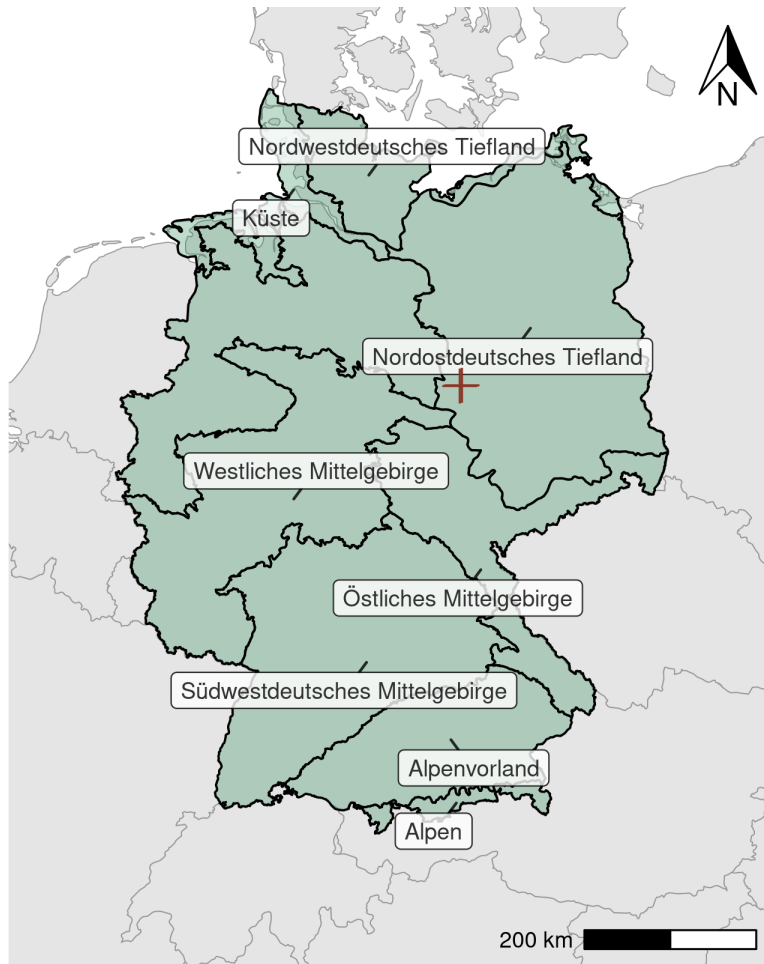 N
Nordwestdeutsches Tiefland
Küste
Nordostdeutsches Tiefland
Westliches Mittelgebirge
Östliches Mittelgebirge
Südwestdeutsches Mittelgebirge
Alpenvorland
Alpen
200 km